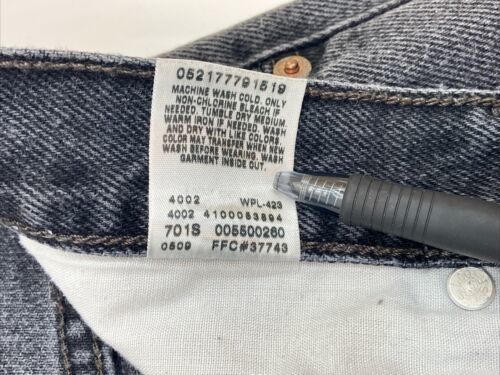 052177791519
MACHINE WASH COLD. ONLY
NON-CHLORINE BLEACH IF
NEEDED. TUMBLE DRY MEDIUM.
WARM IRON IF NEEDED. WASH
AND DRY WITH LIKE COLORS.
COLOR MAY TRANSFER WHEN NEW
WASH BEFORE WEARING. WASH
GARMENT INSIDE OUT.
4002 WPL-423
4002 4100053894
701S 005500260
0509 FFC#37743